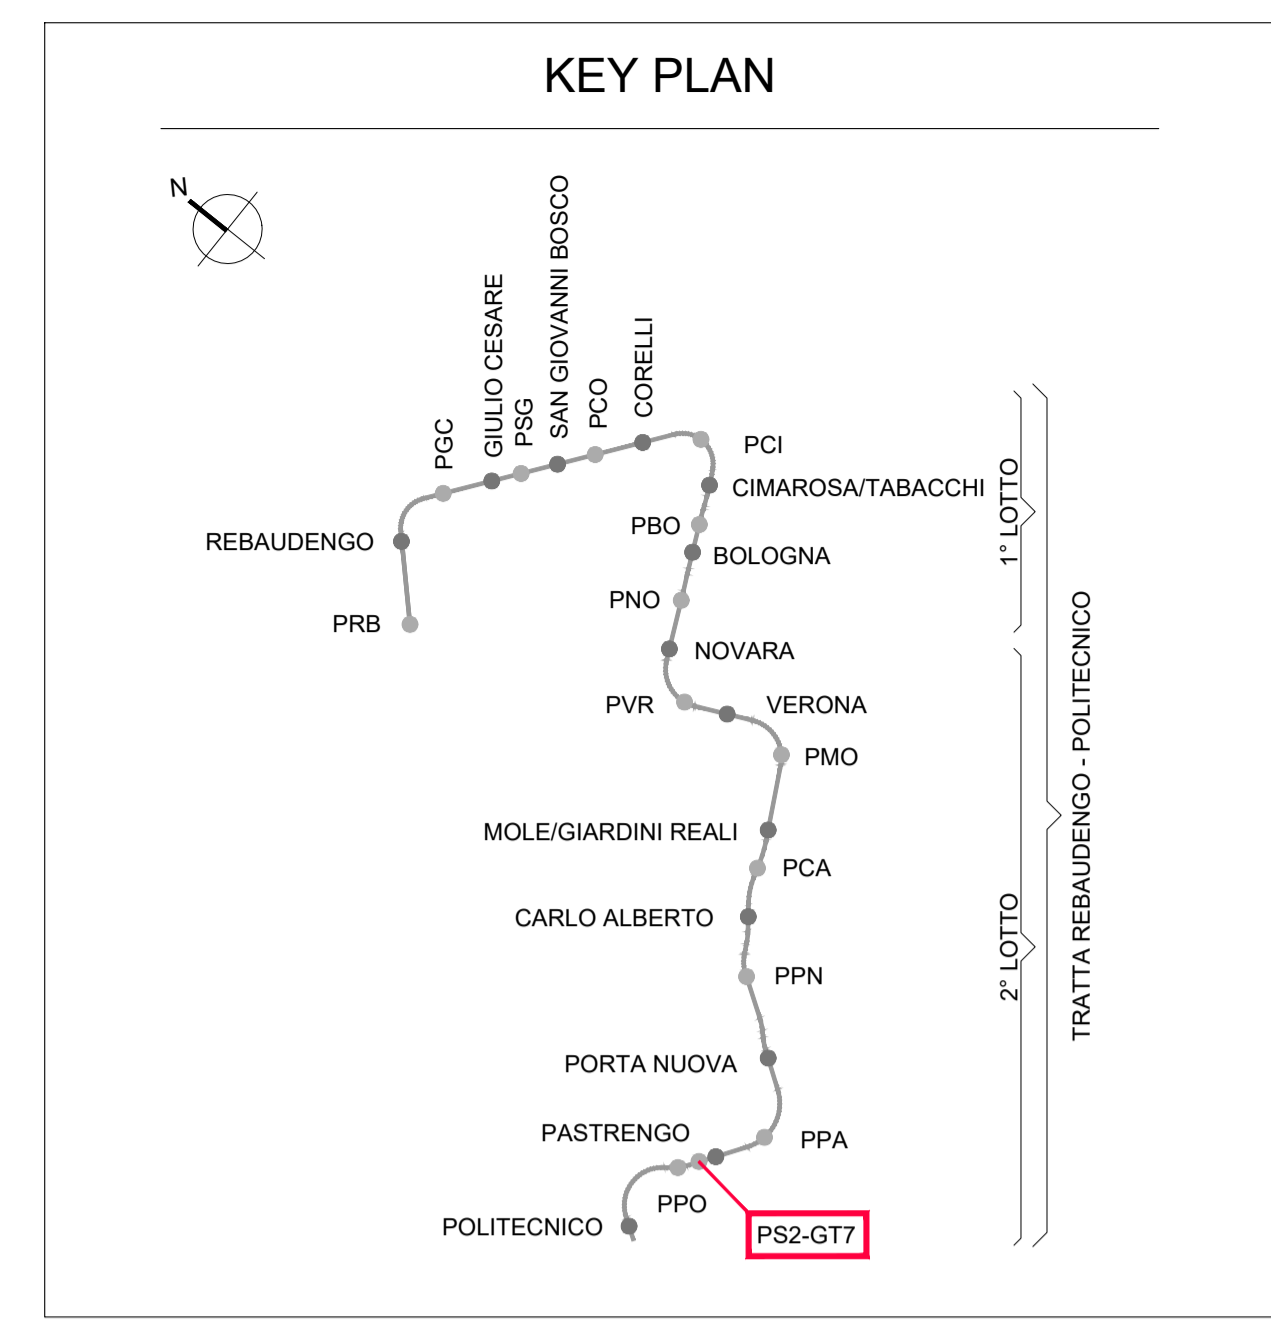 KEY PLAN
N
PGC
GIULIO CESARE
PSG
SAN GIOVANNI BOSCO
PCO
CORELLI
PCI
CIMAROSA/TABACCHI
REBAUDENGO
PBO
BOLOGNA
PRB
PNO
NOVARA
PVR
VERONA
PMO
MOLE/GIARDINI REALI
PCA
CARLO ALBERTO
PPN
PORTA NUOVA
PASTRENGO
PPA
PPO
POLITECNICO
PS2-GT7
1° LOTTO
2° LOTTO
TRATTA REBAUDENGO - POLITECNICO